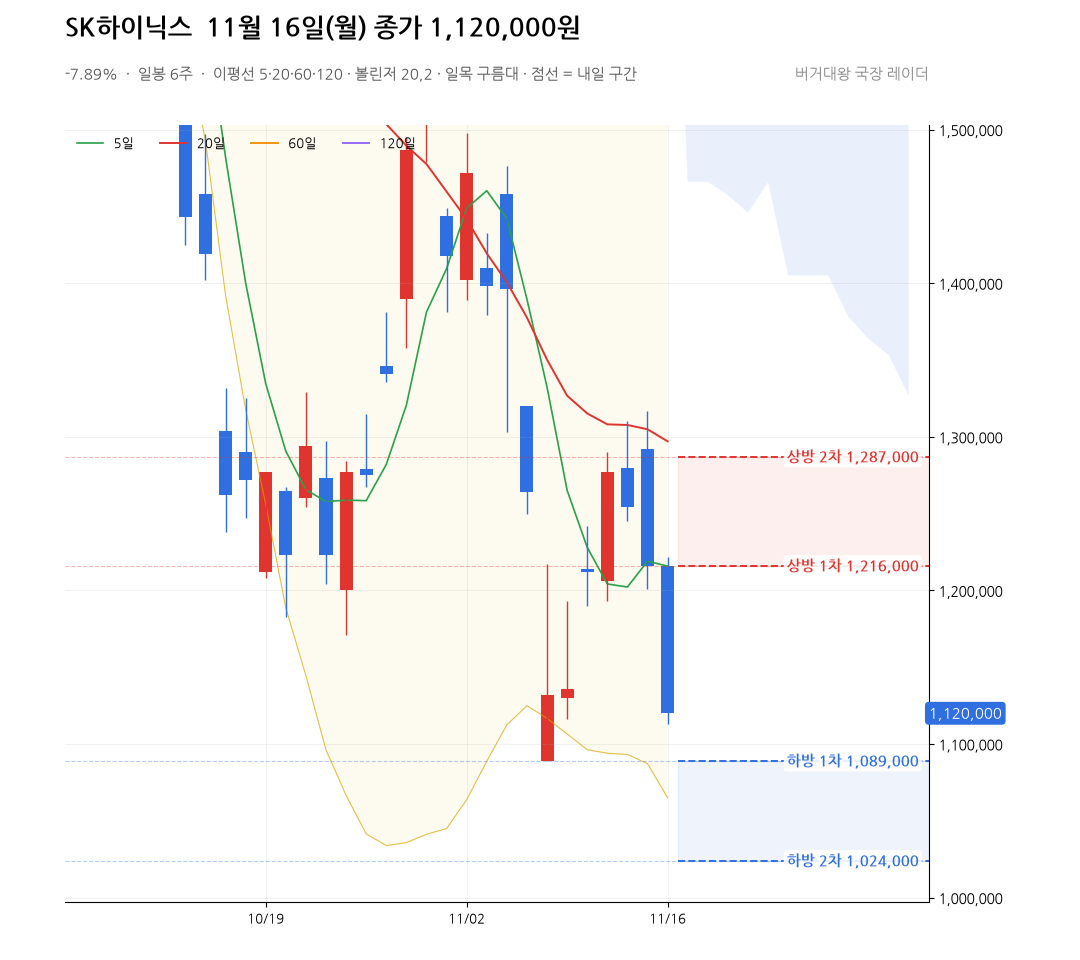 SK하이닉스 11월 16일(월) 종가 1,120,000원
-7.89% · 일봉 6주 · 이평선 5·20·60·120 · 볼린저 20,2 · 일목 구름대 · 점선 = 내일 구간
버거대왕 국장 레이더
5일 20일 60일 120일
1,500,000
1,400,000
1,300,000
상방 2차 1,287,000
상방 1차 1,216,000
1,200,000
1,120,000
1,100,000
하방 1차 1,089,000
하방 2차 1,024,000
1,000,000
10/19 11/02 11/16